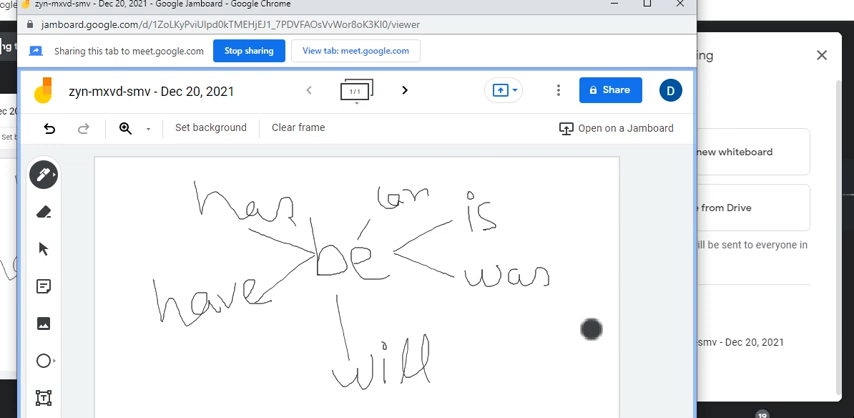 zyn-mxvd-smv - Dec 20, 2021 - Google Jamboard - Google Chrome
jamboard.google.com/d/1ZoLKyPviUIpd0kTMEHjEJ1_7PDVFAOsVvWor8oK3KI0/viewer
Sharing this tab to meet.google.com Stop sharing View tab: meet.google.com
zyn-mxvd-smv - Dec 20, 2021 1/1 Share D
Set background Clear frame Open on a Jamboard
ing
new whiteboard
from Drive
ill be sent to everyone in
smv - Dec 20, 2021
has is
be
have was
will
19